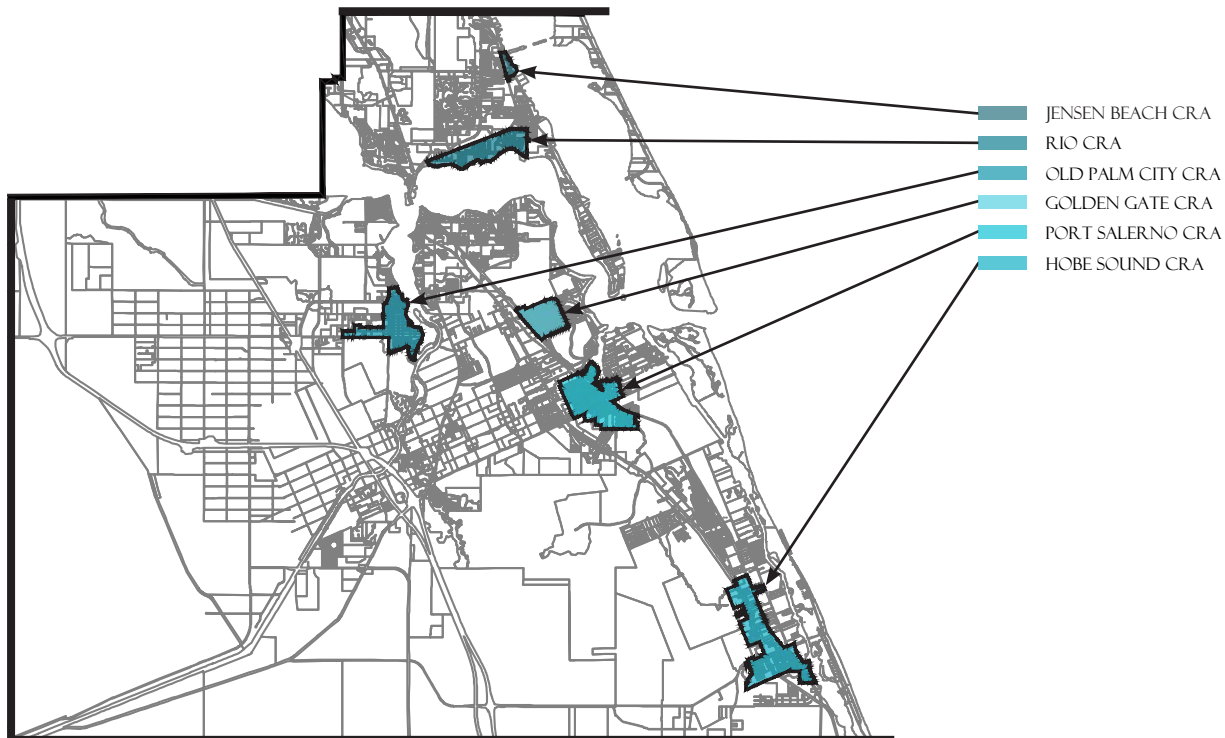 JENSEN BEACH CRA
RIO CRA
OLD PALM CITY CRA
GOLDEN GATE CRA
PORT SALERNO CRA
HOBE SOUND CRA